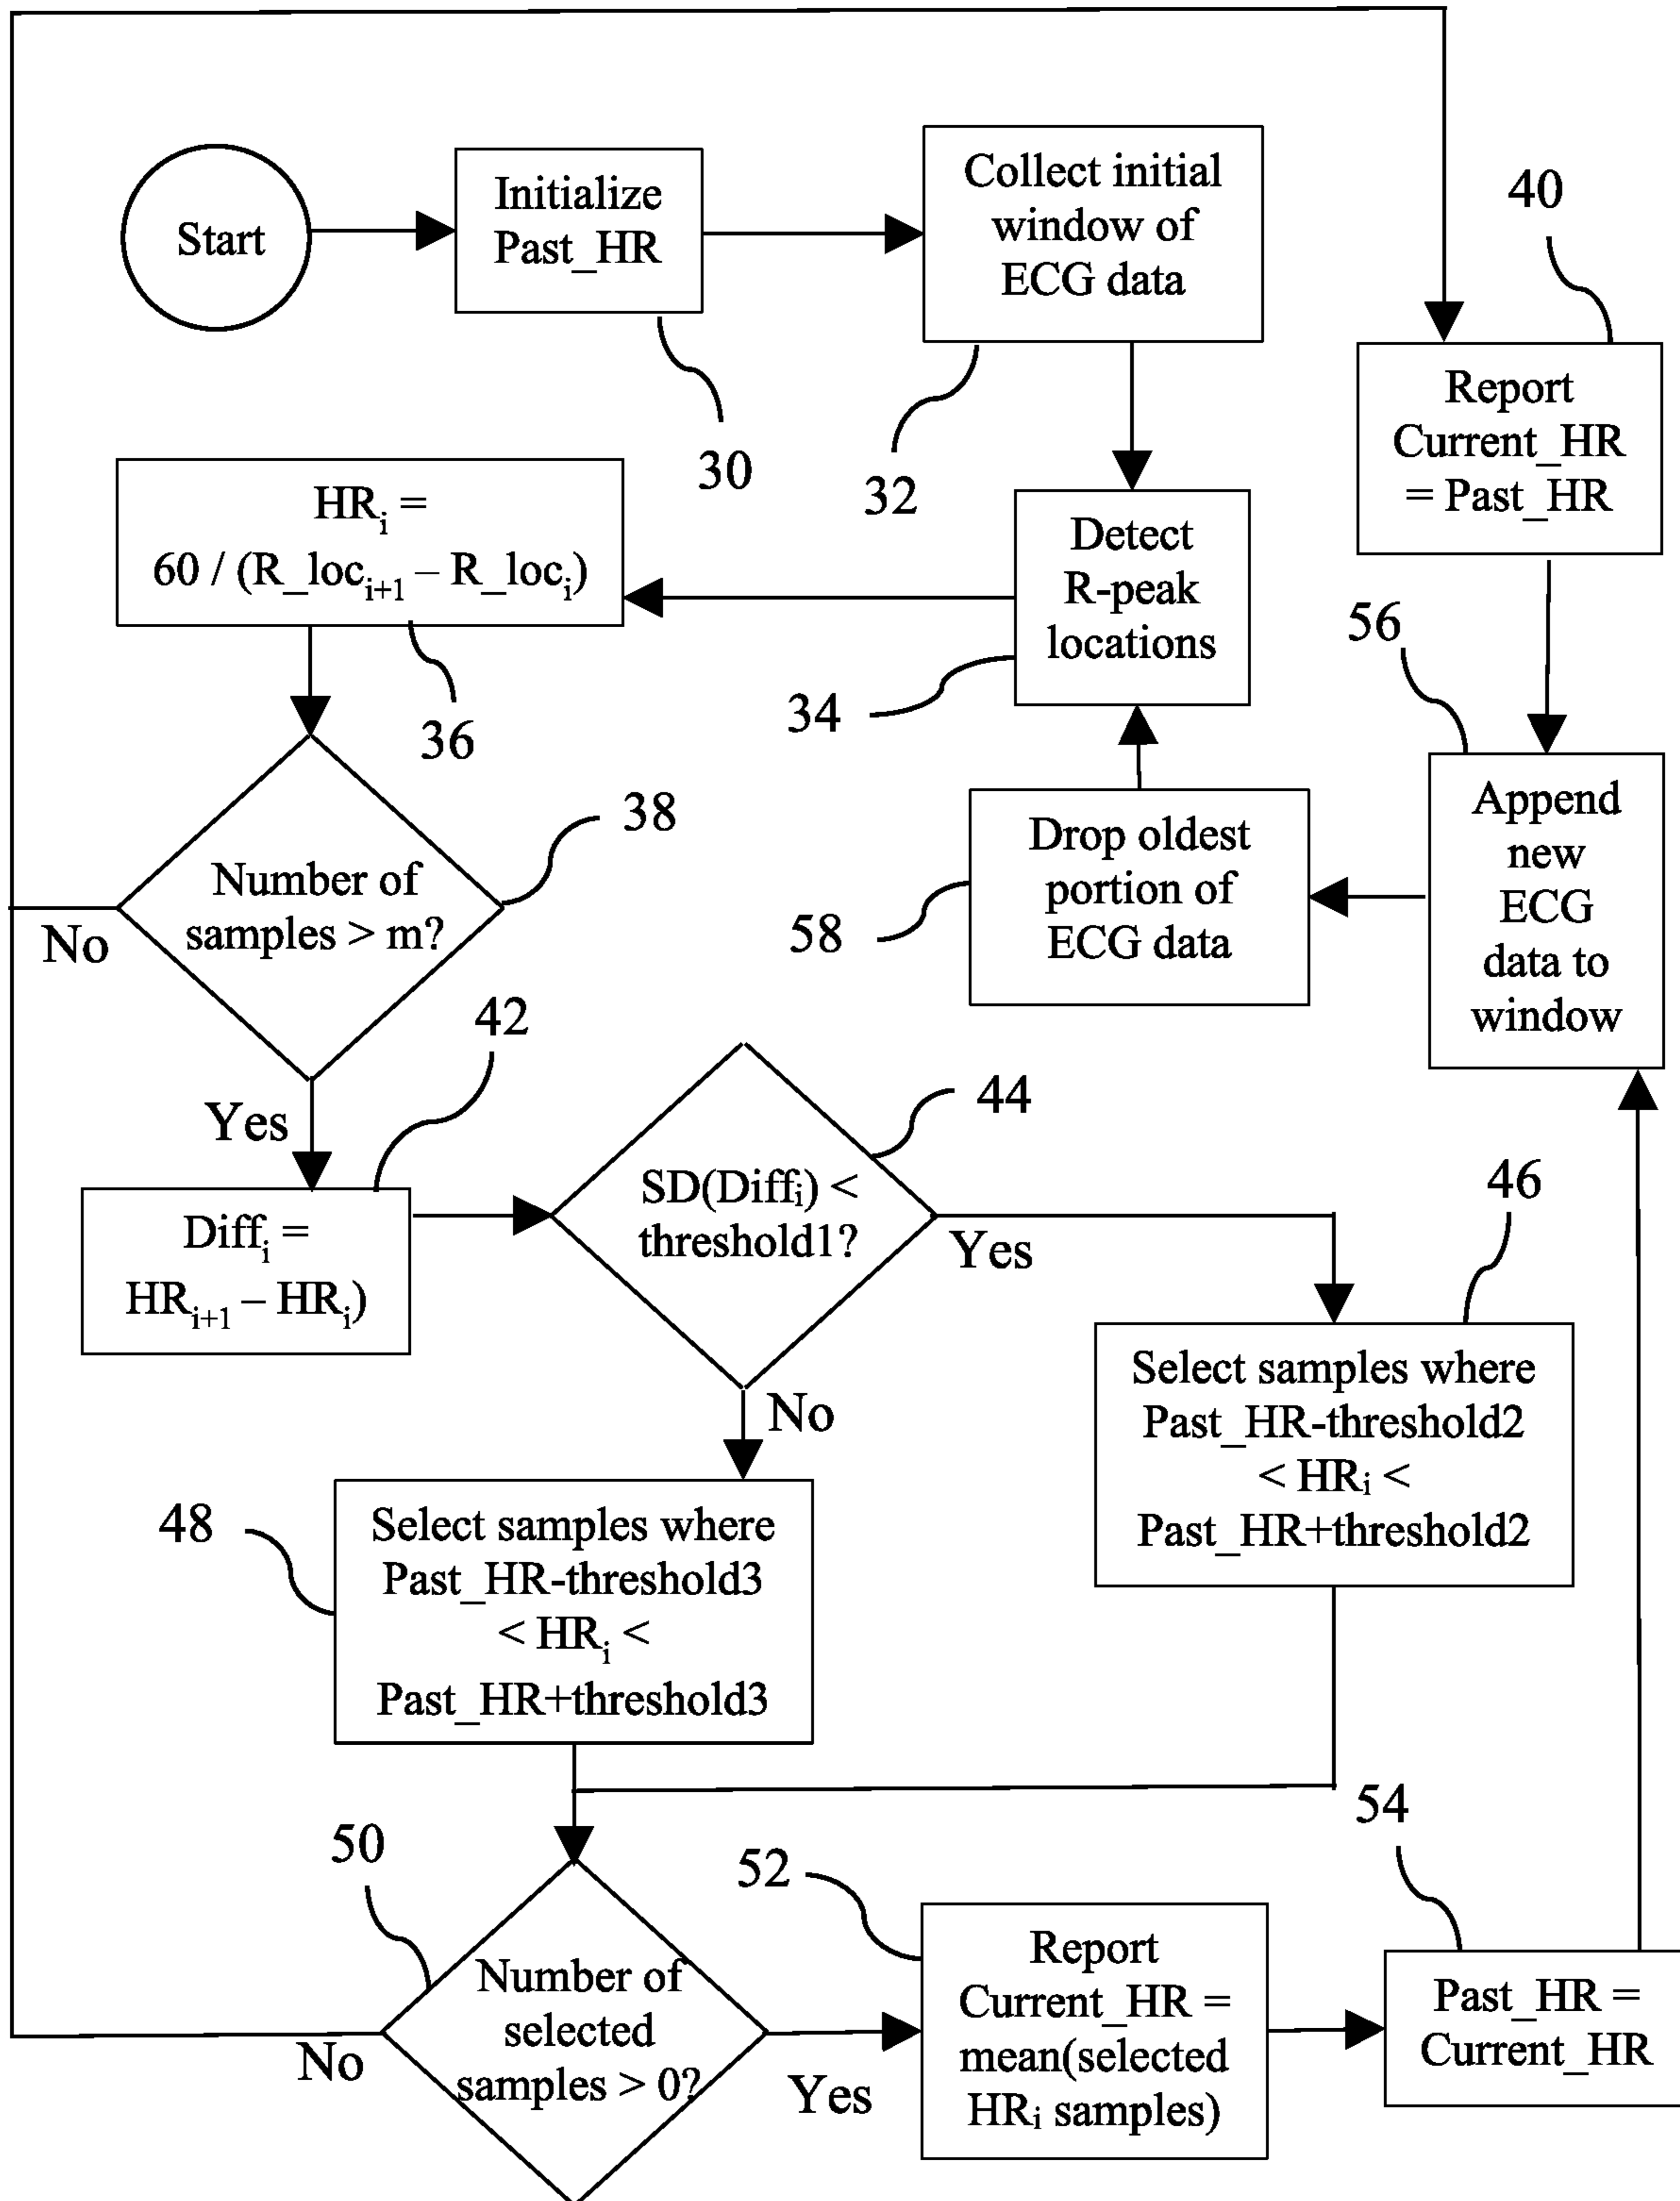 Start
Initialize
Past_HR
30
Collect initial
window of
ECG data
32
40
Report
Current_HR
= Past_HR
HRᵢ =
60 / (R_locᵢ₊₁ – R_locᵢ)
36
Detect
R-peak
locations
34
56
Append
new
ECG
data to
window
Drop oldest
portion of
ECG data
58
Number of
samples > m?
38
No
Yes
42
Diffᵢ =
HRᵢ₊₁ – HRᵢ)
SD(Diffᵢ) <
threshold1?
44
Yes
No
46
Select samples where
Past_HR-threshold2
< HRᵢ <
Past_HR+threshold2
48
Select samples where
Past_HR-threshold3
< HRᵢ <
Past_HR+threshold3
50
Number of
selected
samples > 0?
No
Yes
52
Report
Current_HR =
mean(selected
HRᵢ samples)
54
Past_HR =
Current_HR